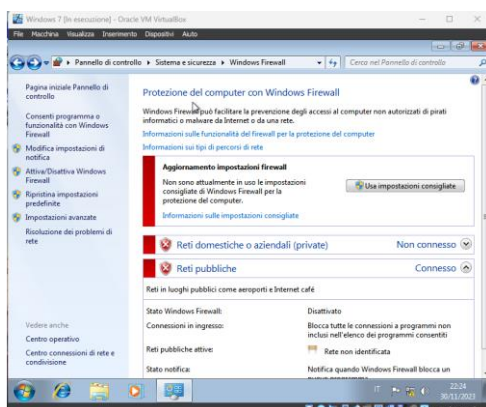 Windows 7 [In esecuzione] - Oracle VM VirtualBox
File Macchina Visualizza Inserimento Dispositivi Aiuto
Pannello di controllo Sistema e sicurezza Windows Firewall
Cerca nel Pannello di controllo
Pagina iniziale Pannello di
controllo
Consenti programma o
funzionalità con Windows
Firewall
Modifica impostazioni di
notifica
Attiva/Disattiva Windows
Firewall
Ripristina impostazioni
predefinite
Impostazioni avanzate
Risoluzione dei problemi di
rete
Vedere anche
Centro operativo
Centro connessioni di rete e
condivisione
Protezione del computer con Windows Firewall
Windows Firewall può facilitare la prevenzione degli accessi al computer non autorizzati di pirati
informatici o malware da Internet o da una rete.
Informazioni sulle funzionalità del firewall per la protezione del computer
Informazioni sui tipi di percorsi di rete
Aggiornamento impostazioni firewall
Non sono attualmente in uso le impostazioni
consigliate di Windows Firewall per la
protezione del computer.
Informazioni sulle impostazioni consigliate
Usa impostazioni consigliate
Reti domestiche o aziendali (private) Non connesso
Reti pubbliche Connesso
Reti in luoghi pubblici come aeroporti e Internet café
Stato Windows Firewall: Disattivato
Connessioni in ingresso: Blocca tutte le connessioni a programmi non
inclusi nell'elenco dei programmi consentiti
Reti pubbliche attive: Rete non identificata
Stato notifica: Notifica quando Windows Firewall blocca un
nuovo programma
IT 22:24
30/11/2023